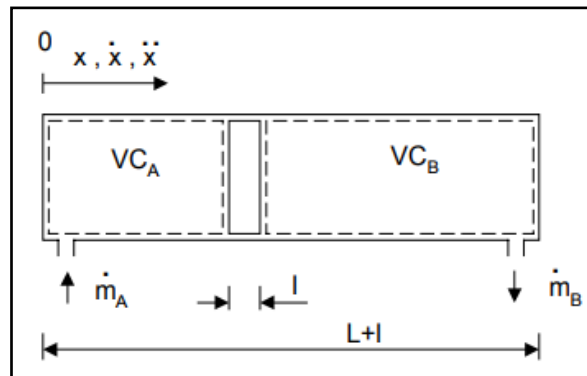 0
x , ẋ , ẍ
VC_A
VC_B
ṁ_A
l
ṁ_B
L+l